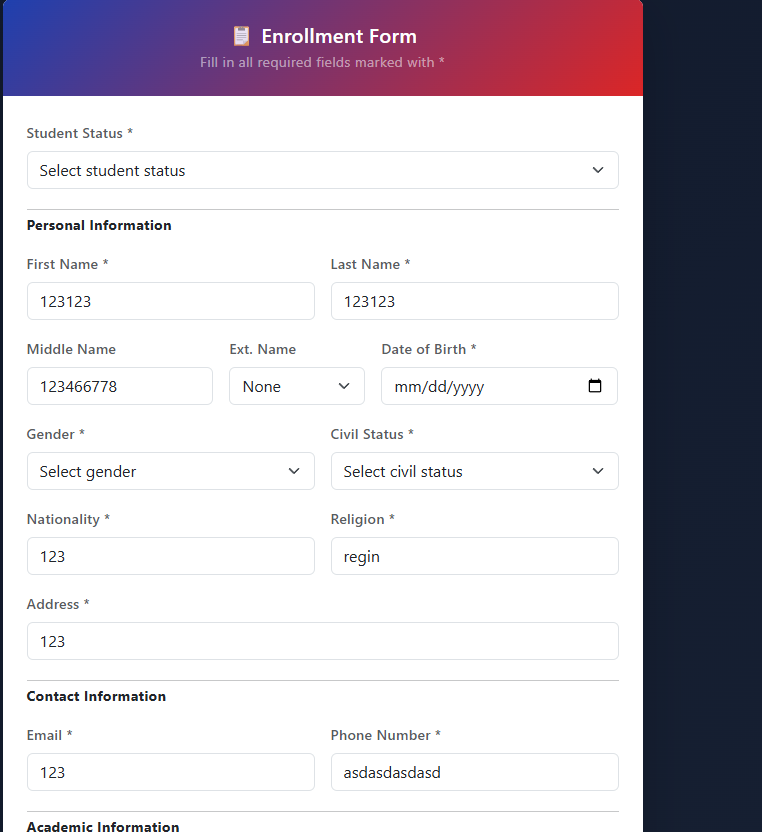 📋 Enrollment Form
Fill in all required fields marked with *
Student Status *
Select student status
Personal Information
First Name * Last Name *
123123 123123
Middle Name Ext. Name Date of Birth *
123466778 None mm/dd/yyyy
Gender * Civil Status *
Select gender Select civil status
Nationality * Religion *
123 regin
Address *
123
Contact Information
Email * Phone Number *
123 asdasdasdasd
Academic Information